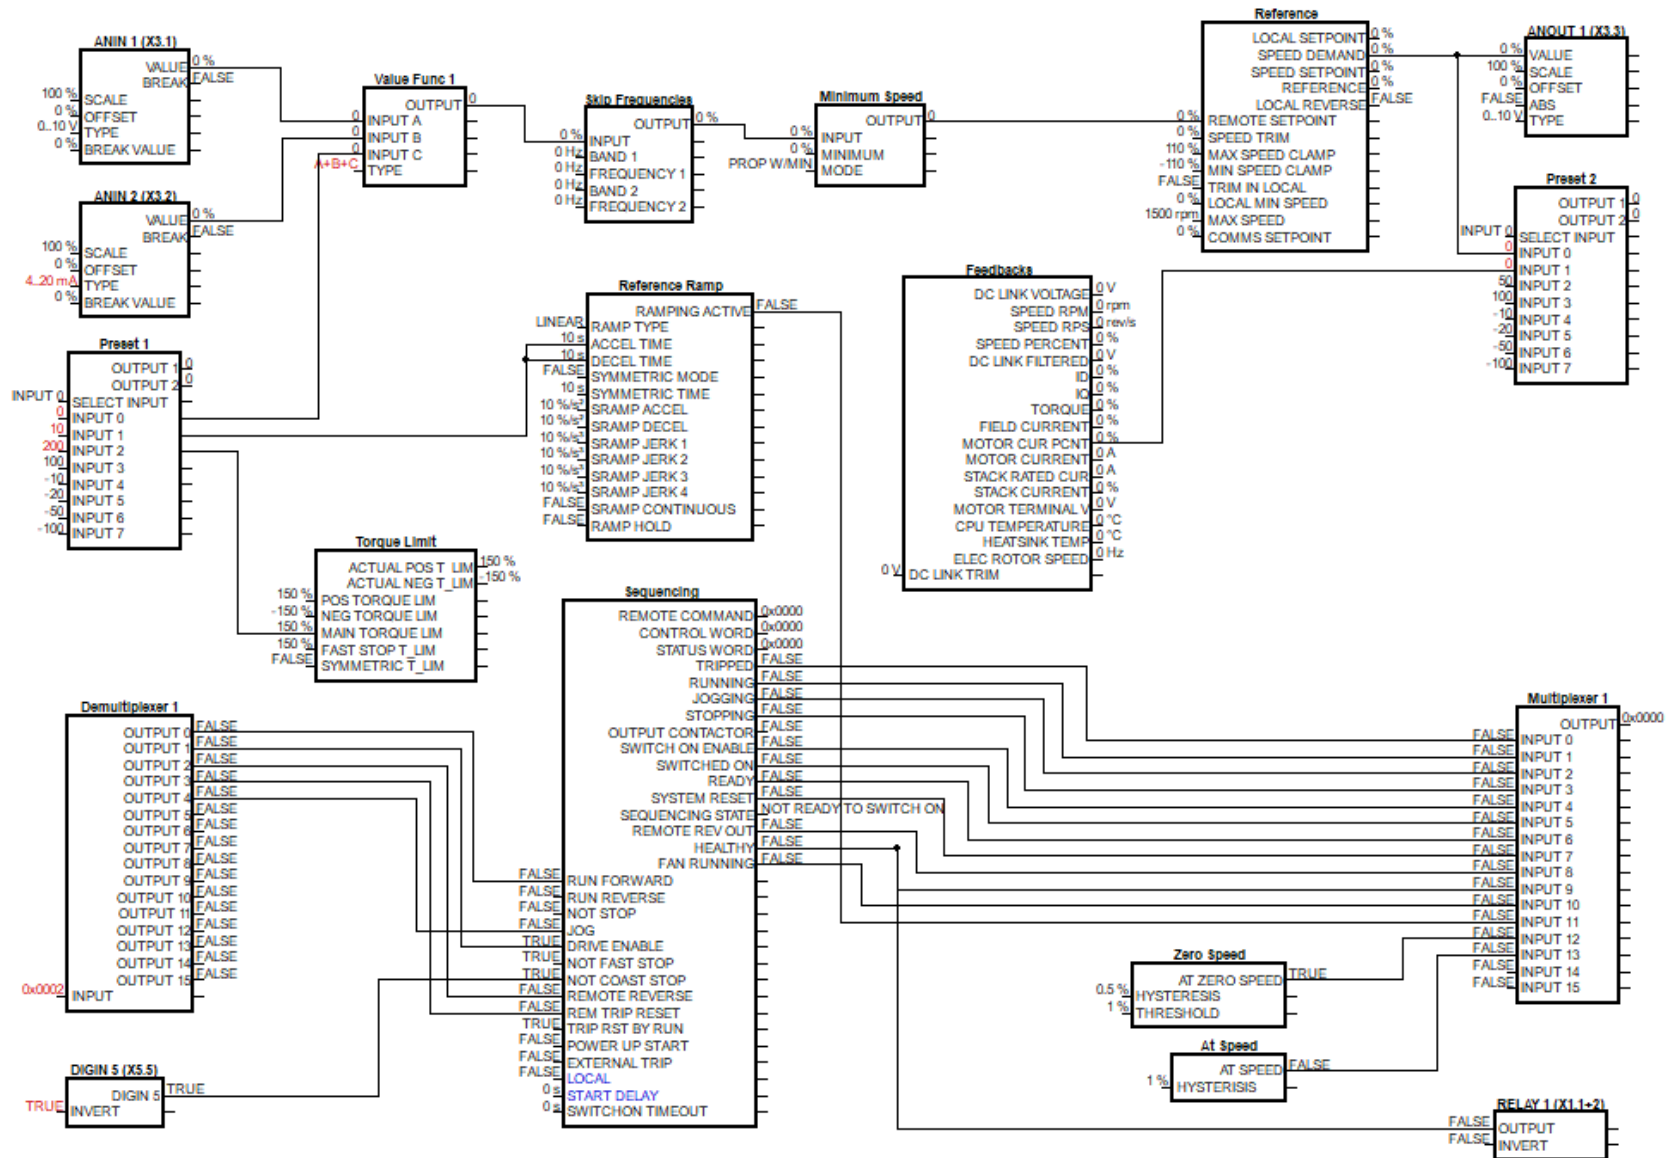 ANIN 1 (X3.1)
VALUE 0 %
BREAK FALSE
100 % SCALE
0 % OFFSET
0..10 V TYPE
0 % BREAK VALUE
ANIN 2 (X3.2)
VALUE 0 %
BREAK FALSE
100 % SCALE
0 % OFFSET
4..20 mA TYPE
0 % BREAK VALUE
Value Func 1
OUTPUT 0
0 INPUT A
0 INPUT B
0 INPUT C
A+B+C TYPE
Skip Frequencies
OUTPUT 0 %
0 % INPUT
0 Hz BAND 1
0 Hz FREQUENCY 1
0 Hz BAND 2
0 Hz FREQUENCY 2
Minimum Speed
OUTPUT 0
0 % INPUT
0 % MINIMUM
PROP W/MIN MODE
Reference
LOCAL SETPOINT 0 %
SPEED DEMAND 0 %
SPEED SETPOINT 0 %
REFERENCE 0 %
LOCAL REVERSE FALSE
0 % REMOTE SETPOINT
0 % SPEED TRIM
110 % MAX SPEED CLAMP
-110 % MIN SPEED CLAMP
FALSE TRIM IN LOCAL
0 % LOCAL MIN SPEED
1500 rpm MAX SPEED
0 % COMMS SETPOINT
ANOUT 1 (X3.3)
0 % VALUE
100 % SCALE
0 % OFFSET
FALSE ABS
0..10 V TYPE
Preset 2
OUTPUT 1 0
OUTPUT 2 0
INPUT 0 SELECT INPUT
0 INPUT 0
0 INPUT 1
50 INPUT 2
100 INPUT 3
-10 INPUT 4
-20 INPUT 5
-50 INPUT 6
-100 INPUT 7
Preset 1
OUTPUT 1 0
OUTPUT 2 0
INPUT 0 SELECT INPUT
0 INPUT 0
10 INPUT 1
200 INPUT 2
100 INPUT 3
-10 INPUT 4
-20 INPUT 5
-50 INPUT 6
-100 INPUT 7
Reference Ramp
RAMPING ACTIVE FALSE
LINEAR RAMP TYPE
10 s ACCEL TIME
10 s DECEL TIME
FALSE SYMMETRIC MODE
10 s SYMMETRIC TIME
10 %/s² SRAMP ACCEL
10 %/s² SRAMP DECEL
10 %/s³ SRAMP JERK 1
10 %/s³ SRAMP JERK 2
10 %/s³ SRAMP JERK 3
10 %/s³ SRAMP JERK 4
FALSE SRAMP CONTINUOUS
FALSE RAMP HOLD
Feedbacks
DC LINK VOLTAGE 0 V
SPEED RPM 0 rpm
SPEED RPS 0 rev/s
SPEED PERCENT 0 %
DC LINK FILTERED 0 V
ID 0 %
IQ 0 %
TORQUE 0 %
FIELD CURRENT 0 %
MOTOR CUR PCNT 0 %
MOTOR CURRENT 0 A
STACK RATED CUR 0 A
STACK CURRENT 0 %
MOTOR TERMINAL V 0 V
CPU TEMPERATURE 0 °C
HEATSINK TEMP 0 °C
ELEC ROTOR SPEED 0 Hz
0 V DC LINK TRIM
Torque Limit
ACTUAL POS T_LIM 150 %
ACTUAL NEG T_LIM -150 %
150 % POS TORQUE LIM
-150 % NEG TORQUE LIM
150 % MAIN TORQUE LIM
150 % FAST STOP T_LIM
FALSE SYMMETRIC T_LIM
Sequencing
REMOTE COMMAND 0x0000
CONTROL WORD 0x0000
STATUS WORD 0x0000
TRIPPED FALSE
RUNNING FALSE
JOGGING FALSE
STOPPING FALSE
OUTPUT CONTACTOR FALSE
SWITCH ON ENABLE FALSE
SWITCHED ON FALSE
READY FALSE
SYSTEM RESET FALSE
SEQUENCING STATE NOT READY TO SWITCH ON
REMOTE REV OUT FALSE
HEALTHY FALSE
FAN RUNNING FALSE
FALSE RUN FORWARD
FALSE RUN REVERSE
FALSE NOT STOP
FALSE JOG
TRUE DRIVE ENABLE
TRUE NOT FAST STOP
TRUE NOT COAST STOP
FALSE REMOTE REVERSE
FALSE REM TRIP RESET
TRUE TRIP RST BY RUN
FALSE POWER UP START
FALSE EXTERNAL TRIP
FALSE LOCAL
0 s START DELAY
0 s SWITCHON TIMEOUT
Demultiplexer 1
OUTPUT 0 FALSE
OUTPUT 1 FALSE
OUTPUT 2 FALSE
OUTPUT 3 FALSE
OUTPUT 4 FALSE
OUTPUT 5 FALSE
OUTPUT 6 FALSE
OUTPUT 7 FALSE
OUTPUT 8 FALSE
OUTPUT 9 FALSE
OUTPUT 10 FALSE
OUTPUT 11 FALSE
OUTPUT 12 FALSE
OUTPUT 13 FALSE
OUTPUT 14 FALSE
OUTPUT 15 FALSE
0x0002 INPUT
DIGIN 5 (X5.5)
DIGIN 5 TRUE
TRUE INVERT
Multiplexer 1
OUTPUT 0x0000
FALSE INPUT 0
FALSE INPUT 1
FALSE INPUT 2
FALSE INPUT 3
FALSE INPUT 4
FALSE INPUT 5
FALSE INPUT 6
FALSE INPUT 7
FALSE INPUT 8
FALSE INPUT 9
FALSE INPUT 10
FALSE INPUT 11
FALSE INPUT 12
FALSE INPUT 13
FALSE INPUT 14
FALSE INPUT 15
Zero Speed
AT ZERO SPEED TRUE
0.5 % HYSTERESIS
1 % THRESHOLD
At Speed
AT SPEED FALSE
1 % HYSTERISIS
RELAY 1 (X1.1+2)
FALSE OUTPUT
FALSE INVERT